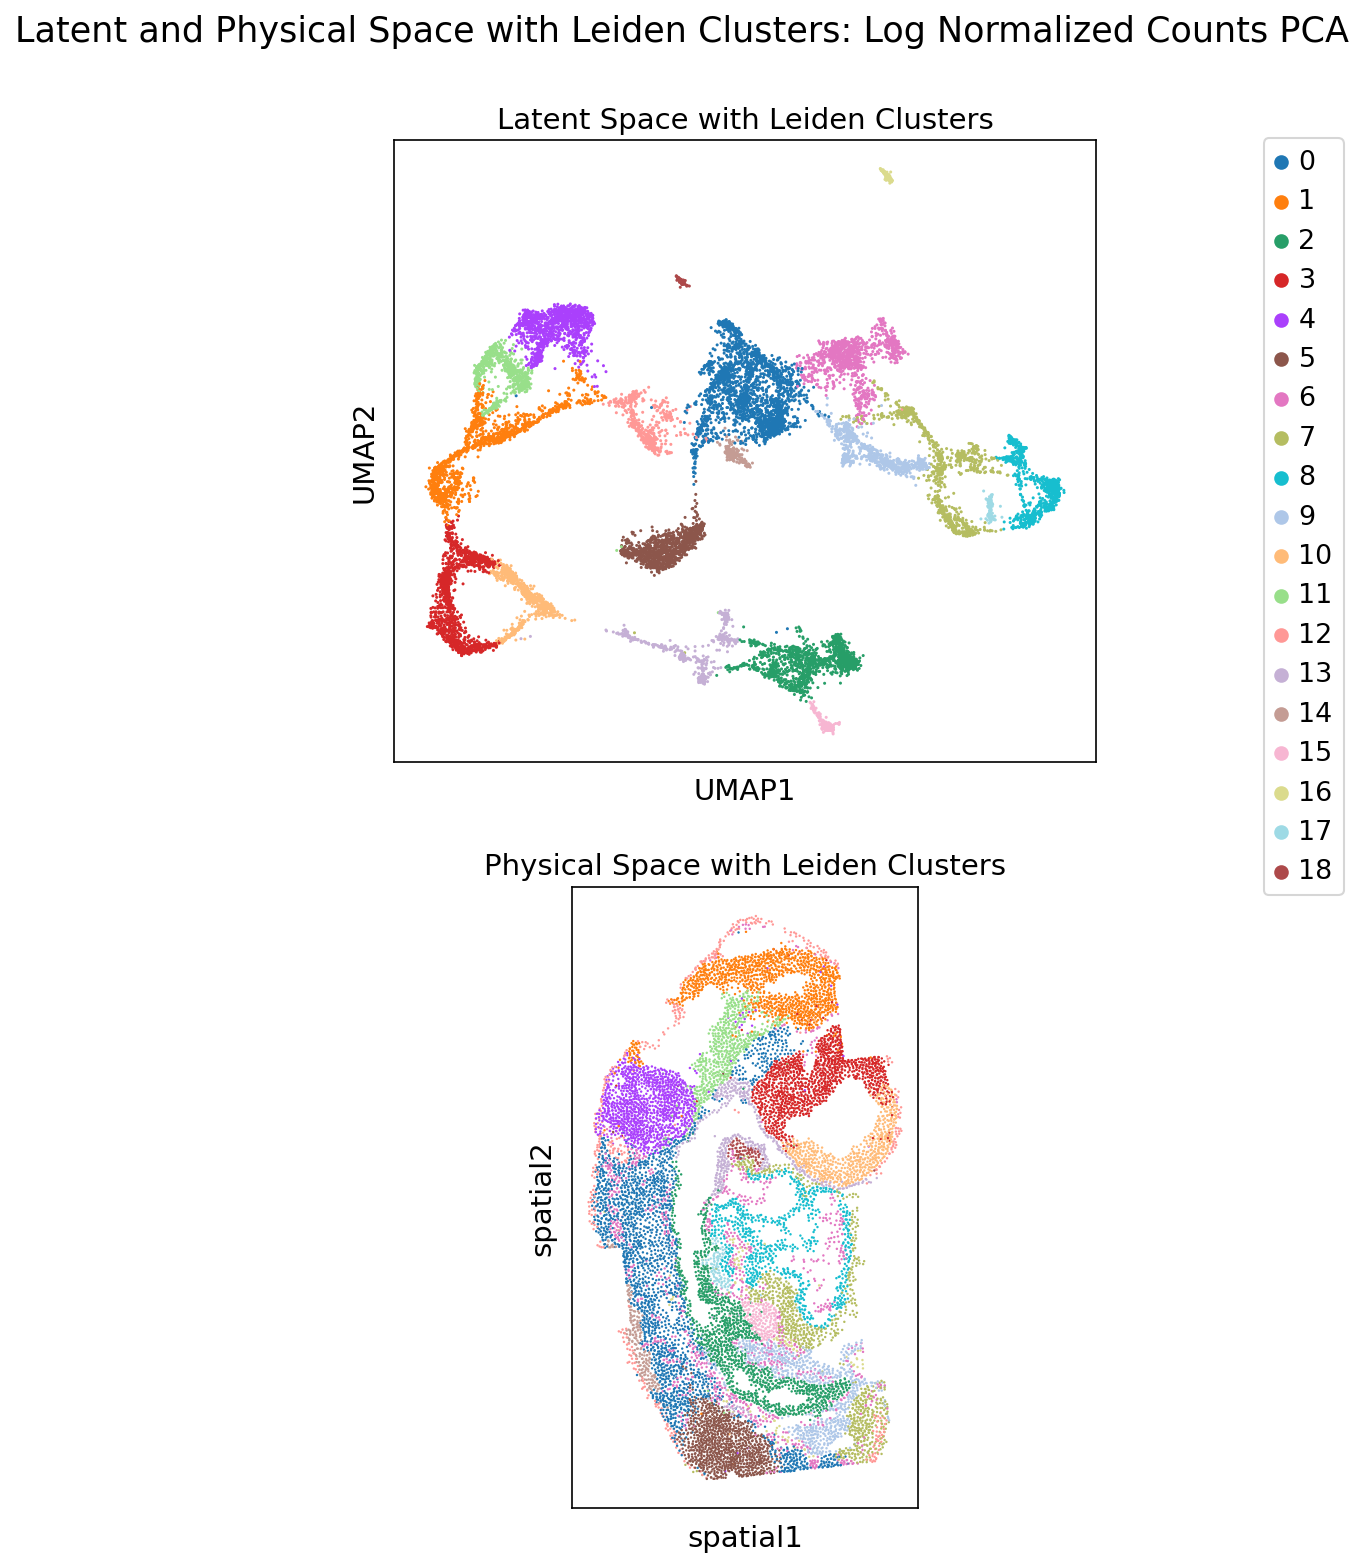 Latent and Physical Space with Leiden Clusters: Log Normalized Counts PCA
Latent Space with Leiden Clusters
UMAP2
UMAP1
0
1
2
3
4
5
6
7
8
9
10
11
12
13
14
15
16
17
18
Physical Space with Leiden Clusters
spatial2
spatial1